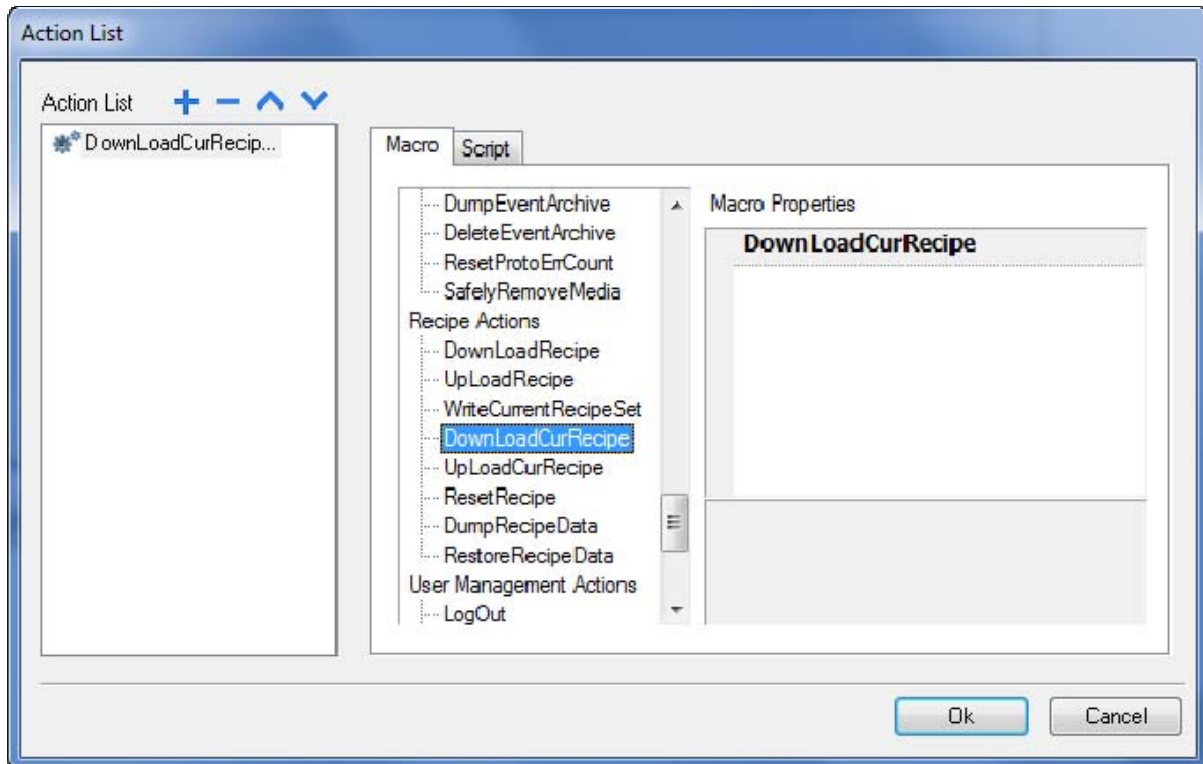 Action List
Action List
DownLoadCurRecip...
Macro
Script
DumpEventArchive
DeleteEventArchive
ResetProtoErrCount
SafelyRemoveMedia
Recipe Actions
DownLoadRecipe
UpLoadRecipe
WriteCurrentRecipeSet
DownLoadCurRecipe
UpLoadCurRecipe
ResetRecipe
DumpRecipeData
RestoreRecipeData
User Management Actions
LogOut
Macro Properties
DownLoadCurRecipe
Ok
Cancel